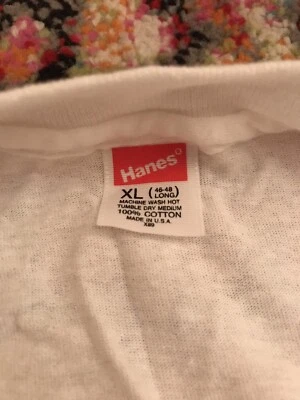 Hanes
XL (46-48
LONG)
MACHINE WASH HOT
TUMBLE DRY MEDIUM
100% COTTON
MADE IN U.S.A.